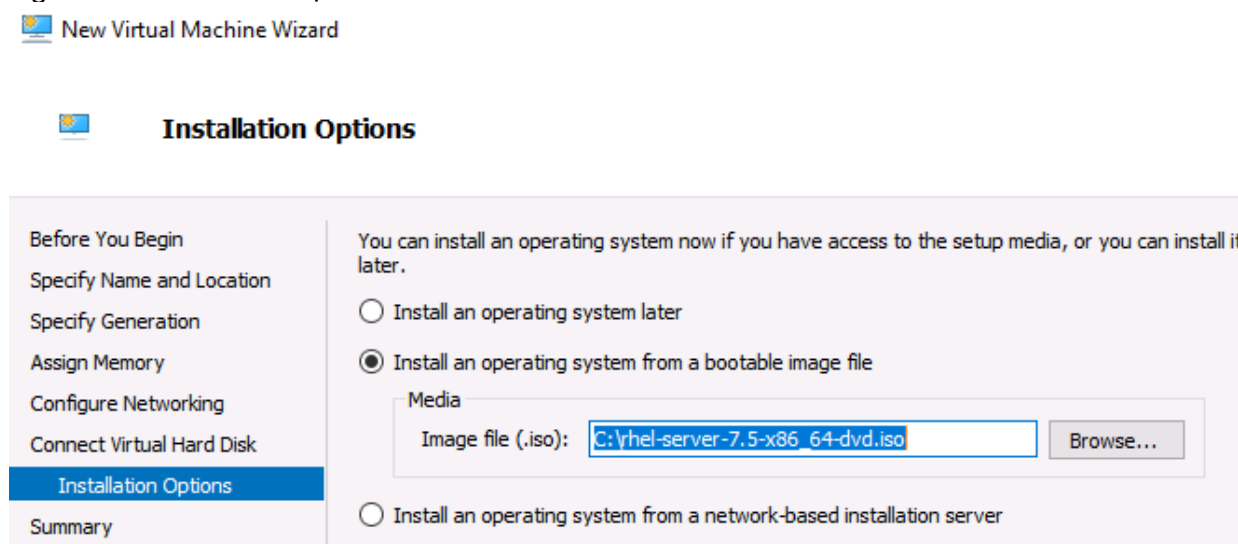 New Virtual Machine Wizard
Installation Options
Before You Begin
Specify Name and Location
Specify Generation
Assign Memory
Configure Networking
Connect Virtual Hard Disk
Installation Options
Summary
You can install an operating system now if you have access to the setup media, or you can install it
later.
Install an operating system later
Install an operating system from a bootable image file
Media
Image file (.iso): C:\rhel-server-7.5-x86_64-dvd.iso Browse...
Install an operating system from a network-based installation server